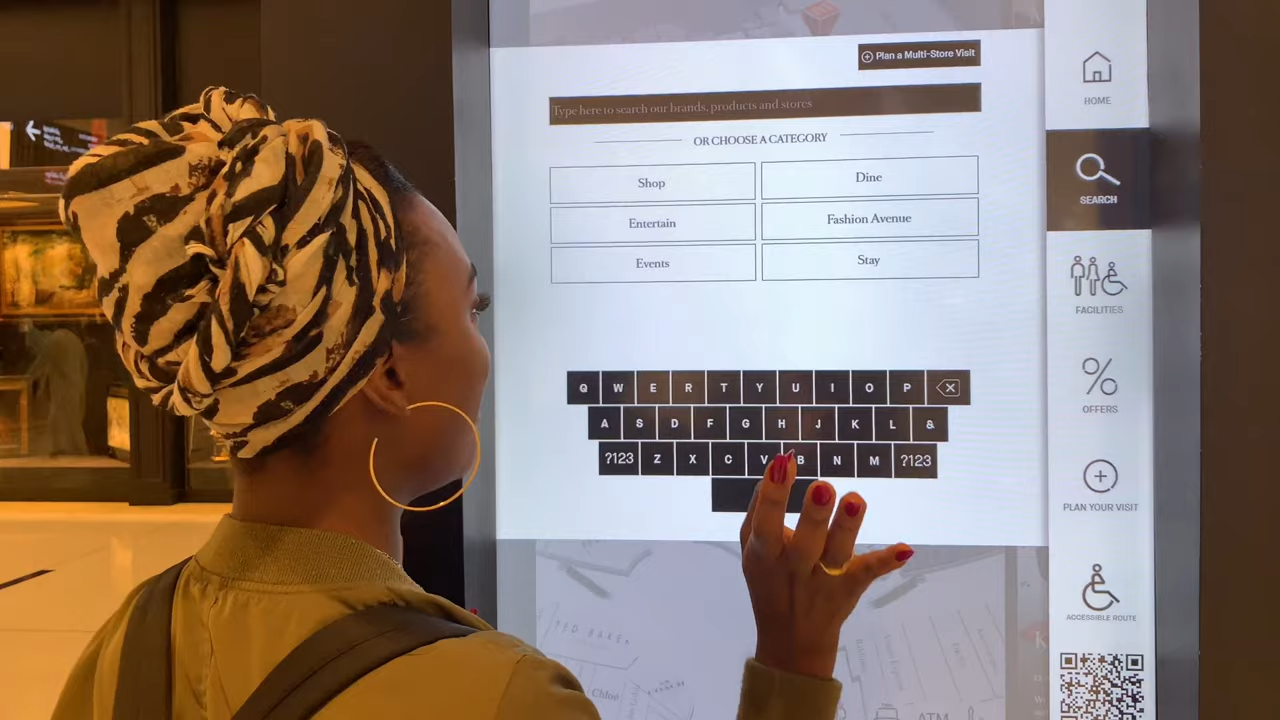 Plan a Multi-Store Visit
Type here to search our brands, products and stores
OR CHOOSE A CATEGORY
Shop
Dine
Entertain
Fashion Avenue
Events
Stay
Q W E R T Y U I O P
A S D F G H J K L &
?123 Z X C V B N M ?123
HOME
SEARCH
FACILITIES
%
OFFERS
PLAN YOUR VISIT
ACCESSIBLE ROUTE
TED BAKER
Chloé
ATM